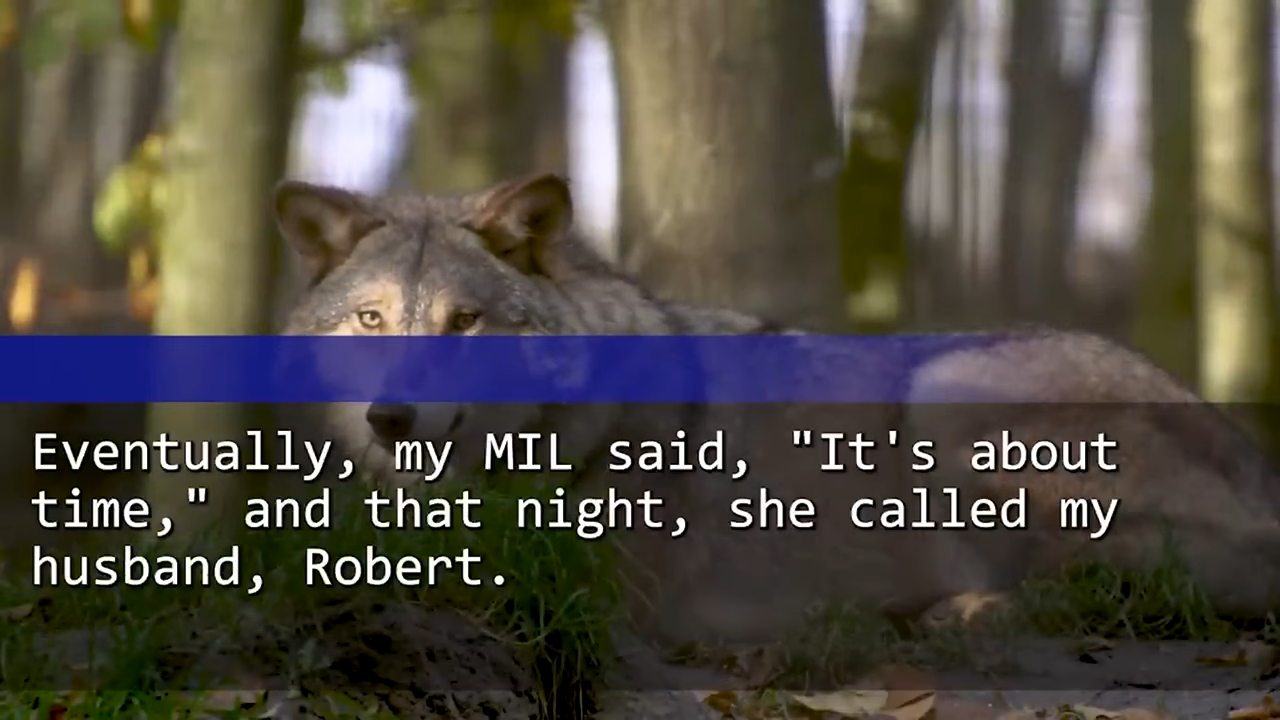 Eventually, my MIL said, "It's about
time," and that night, she called my
husband, Robert.